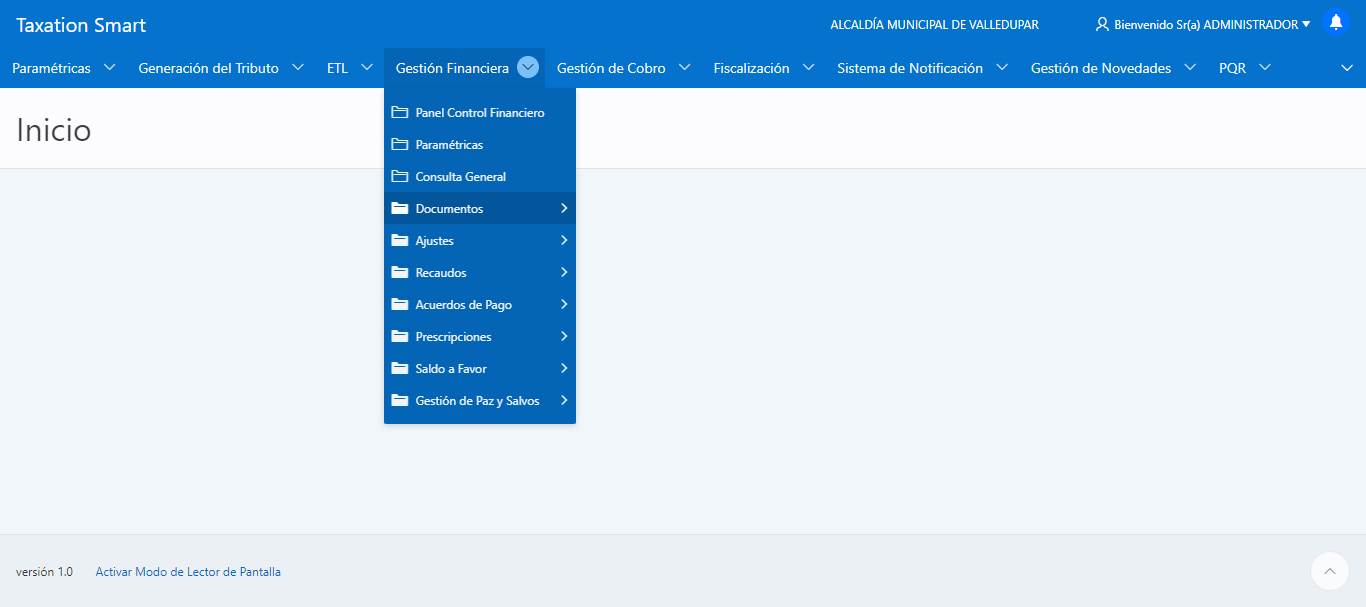 Taxation Smart
ALCALDÍA MUNICIPAL DE VALLEDUPAR
Bienvenido Sr(a) ADMINISTRADOR
Paramétricas
Generación del Tributo
ETL
Gestión Financiera
Gestión de Cobro
Fiscalización
Sistema de Notificación
Gestión de Novedades
PQR
Inicio
Panel Control Financiero
Paramétricas
Consulta General
Documentos
Ajustes
Recaudos
Acuerdos de Pago
Prescripciones
Saldo a Favor
Gestión de Paz y Salvos
versión 1.0
Activar Modo de Lector de Pantalla